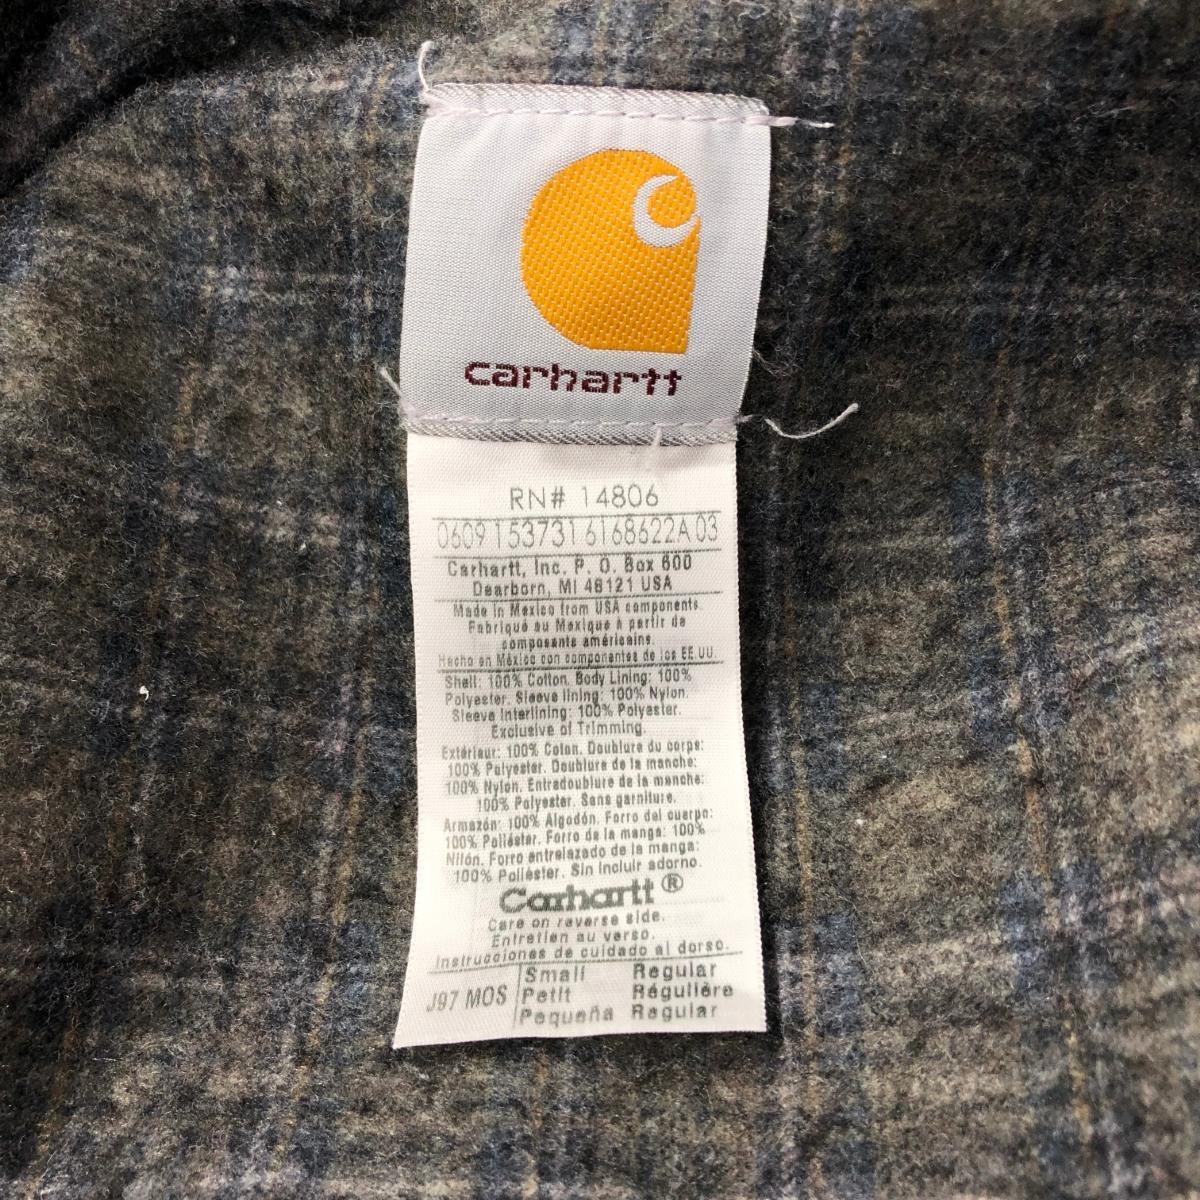 carhartt
RN# 14806
0609 153731 6168622A 03
Carhartt, Inc. P. O. Box 600
Dearborn, MI 48121 USA
Made in Mexico from USA components.
Fabriqué au Mexique à partir de
composants américains.
Hecho en México con componentes de los EE.UU.
Shell: 100% Cotton. Body Lining: 100%
Polyester. Sleeve lining: 100% Nylon.
Sleeve Interlining: 100% Polyester.
Exclusive of Trimming.
Extérieur: 100% Coton. Doublure du corps:
100% Polyester. Doublure de la manche:
100% Nylon. Entredoublure de la manche:
100% Polyester. Sans garniture.
Armazón: 100% Algodón. Forro del cuerpo:
100% Poliéster. Forro de la manga: 100%
Nilón. Forro entrelazado de la manga:
100% Poliéster. Sin incluir adorno.
Carhartt ®
Care on reverse side.
Entretien au verso.
Instrucciones de cuidado al dorso.
Small Regular
J97 MOS Petit Régulière
Pequeña Regular